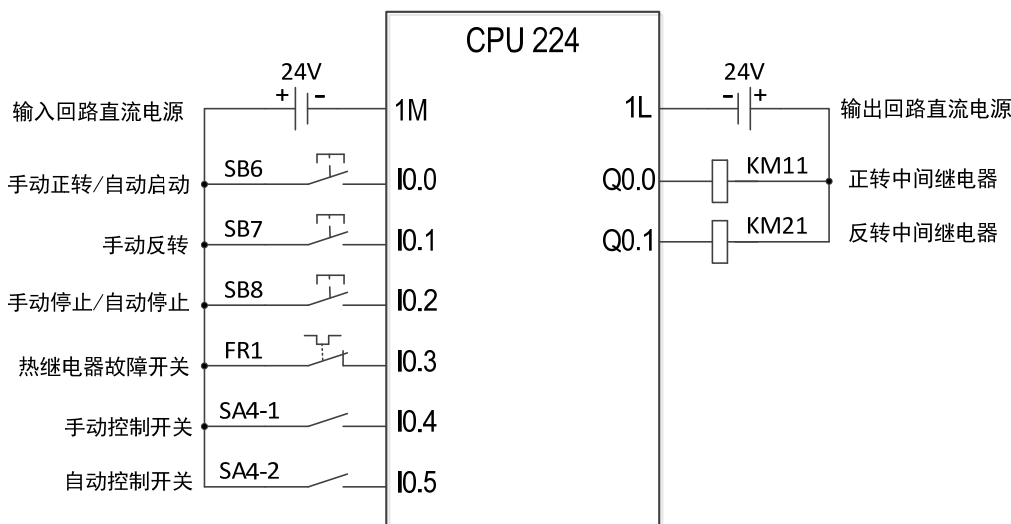 CPU 224
24V
+ -
输入回路直流电源
1M
1L
24V
- +
输出回路直流电源
手动正转/自动启动
SB6
I0.0
Q0.0
KM11
正转中间继电器
手动反转
SB7
I0.1
Q0.1
KM21
反转中间继电器
手动停止/自动停止
SB8
I0.2
热继电器故障开关
FR1
I0.3
手动控制开关
SA4-1
I0.4
自动控制开关
SA4-2
I0.5